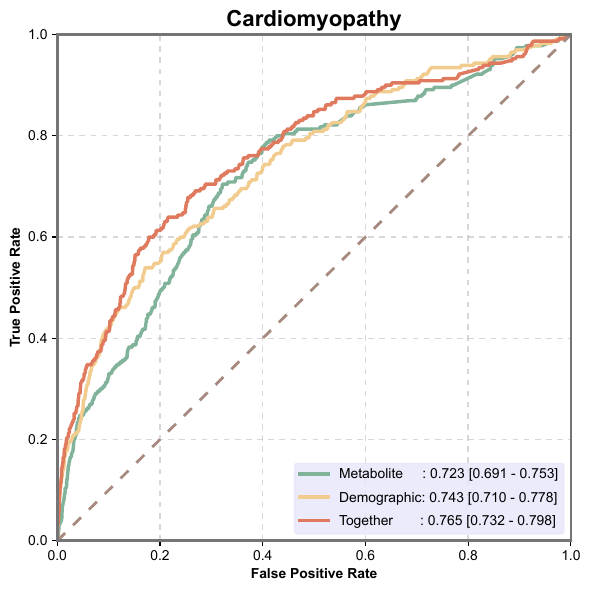 Cardiomyopathy
True Positive Rate
1.0
0.8
0.6
0.4
0.2
0.0
Metabolite : 0.723 [0.691 - 0.753]
Demographic: 0.743 [0.710 - 0.778]
Together : 0.765 [0.732 - 0.798]
0.0 0.2 0.4 0.6 0.8 1.0
False Positive Rate